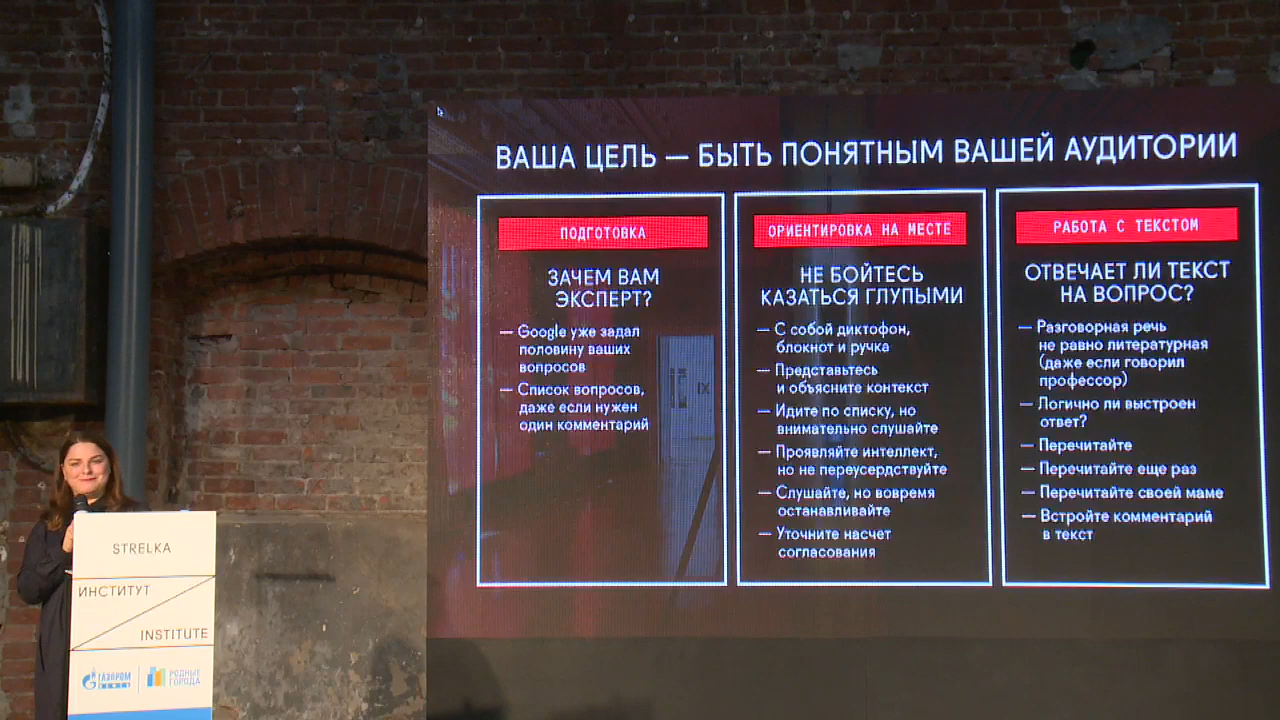 ВАША ЦЕЛЬ — БЫТЬ ПОНЯТНЫМ ВАШЕЙ АУДИТОРИИ
ПОДГОТОВКА
ЗАЧЕМ ВАМ
ЭКСПЕРТ?
— Google уже задал
половину ваших
вопросов
— Список вопросов,
даже если нужен
один комментарий
ОРИЕНТИРОВКА НА МЕСТЕ
НЕ БОЙТЕСЬ
КАЗАТЬСЯ ГЛУПЫМИ
— С собой диктофон,
блокнот и ручка
— Представьтесь
и объясните контекст
— Идите по списку, но
внимательно слушайте
— Проявляйте интеллект,
но не переусердствуйте
— Слушайте, но вовремя
останавливайте
— Уточните насчет
согласования
РАБОТА С ТЕКСТОМ
ОТВЕЧАЕТ ЛИ ТЕКСТ
НА ВОПРОС?
— Разговорная речь
не равно литературная
(даже если говорил
профессор)
— Логично ли выстроен
ответ?
— Перечитайте
— Перечитайте еще раз
— Перечитайте своей маме
— Встройте комментарий
в текст
IX
STRELKA
ИНСТИТУТ
INSTITUTE
ГАЗПРОМ
НЕФТЬ
РОДНЫЕ
ГОРОДА